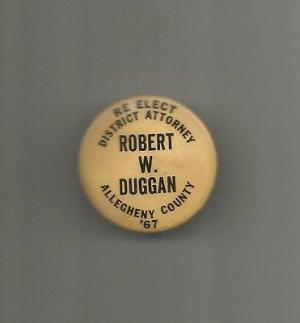 RE ELECT
DISTRICT ATTORNEY
ROBERT
W.
DUGGAN
ALLEGHENY COUNTY
'67